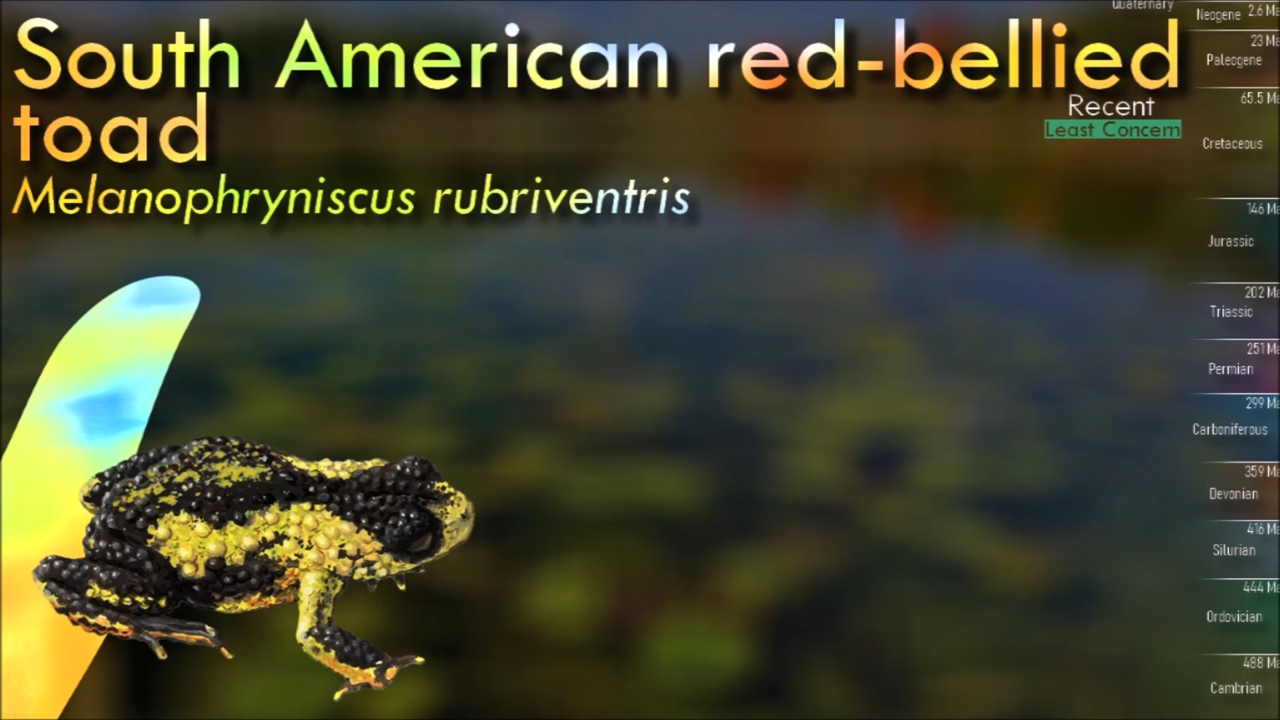 South American red-bellied
toad
Melanophryniscus rubriventris
Recent
Least Concern
Quaternary
2.6 Ma
Neogene
23 Ma
Paleogene
65.5 Ma
Cretaceous
146 Ma
Jurassic
202 Ma
Triassic
251 Ma
Permian
299 Ma
Carboniferous
359 Ma
Devonian
416 Ma
Silurian
444 Ma
Ordovician
488 Ma
Cambrian